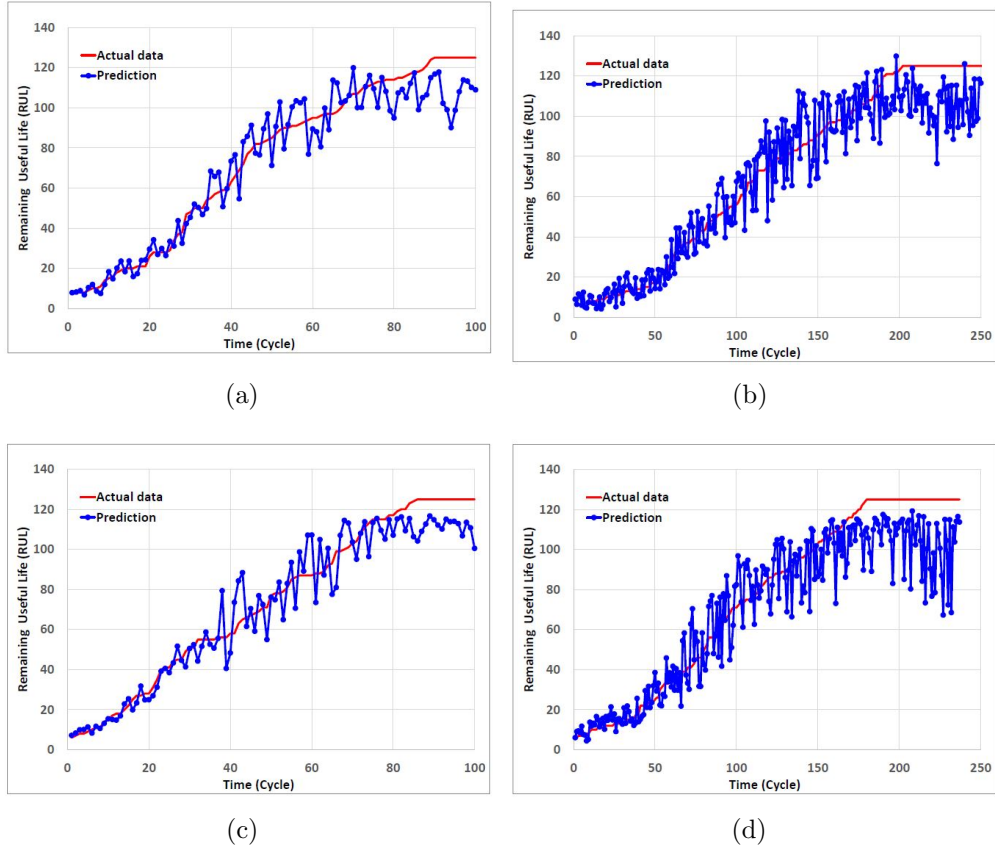 140
120
100
80
60
40
20
0
Remaining Useful Life (RUL)
Actual data
Prediction
0 20 40 60 80 100
Time (Cycle)
(a)
140
120
100
80
60
40
20
0
Remaining Useful Life (RUL)
Actual data
Prediction
0 50 100 150 200 250
Time (Cycle)
(b)
140
120
100
80
60
40
20
0
Remaining Useful Life (RUL)
Actual data
Prediction
0 20 40 60 80 100
Time (Cycle)
(c)
140
120
100
80
60
40
20
0
Remaining Useful Life (RUL)
Actual data
Prediction
0 50 100 150 200 250
Time (Cycle)
(d)